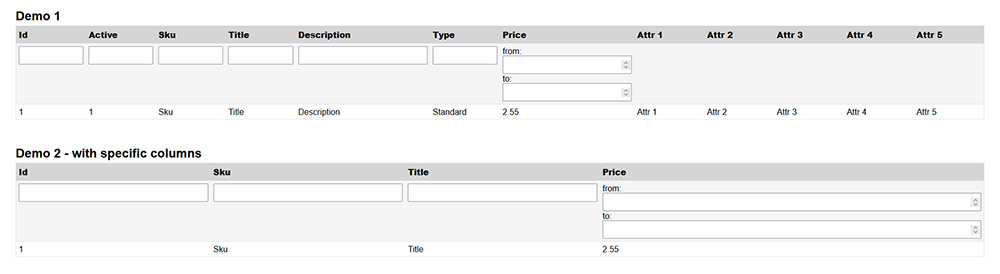 Demo 1
Id Active Sku Title Description Type Price Attr 1 Attr 2 Attr 3 Attr 4 Attr 5
from:
to:
1 1 Sku Title Description Standard 2.55 Attr 1 Attr 2 Attr 3 Attr 4 Attr 5
Demo 2 - with specific columns
Id Sku Title Price
from:
to:
1 Sku Title 2.55